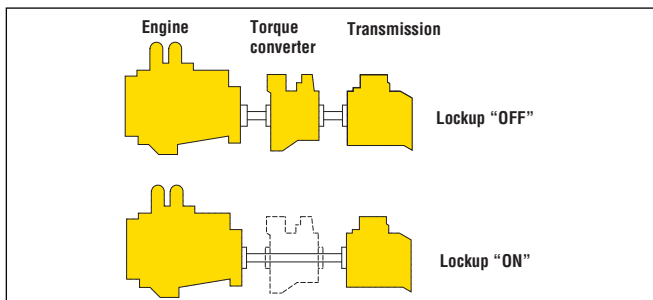 Engine
Torque
converter
Transmission
Lockup “OFF”
Lockup “ON”